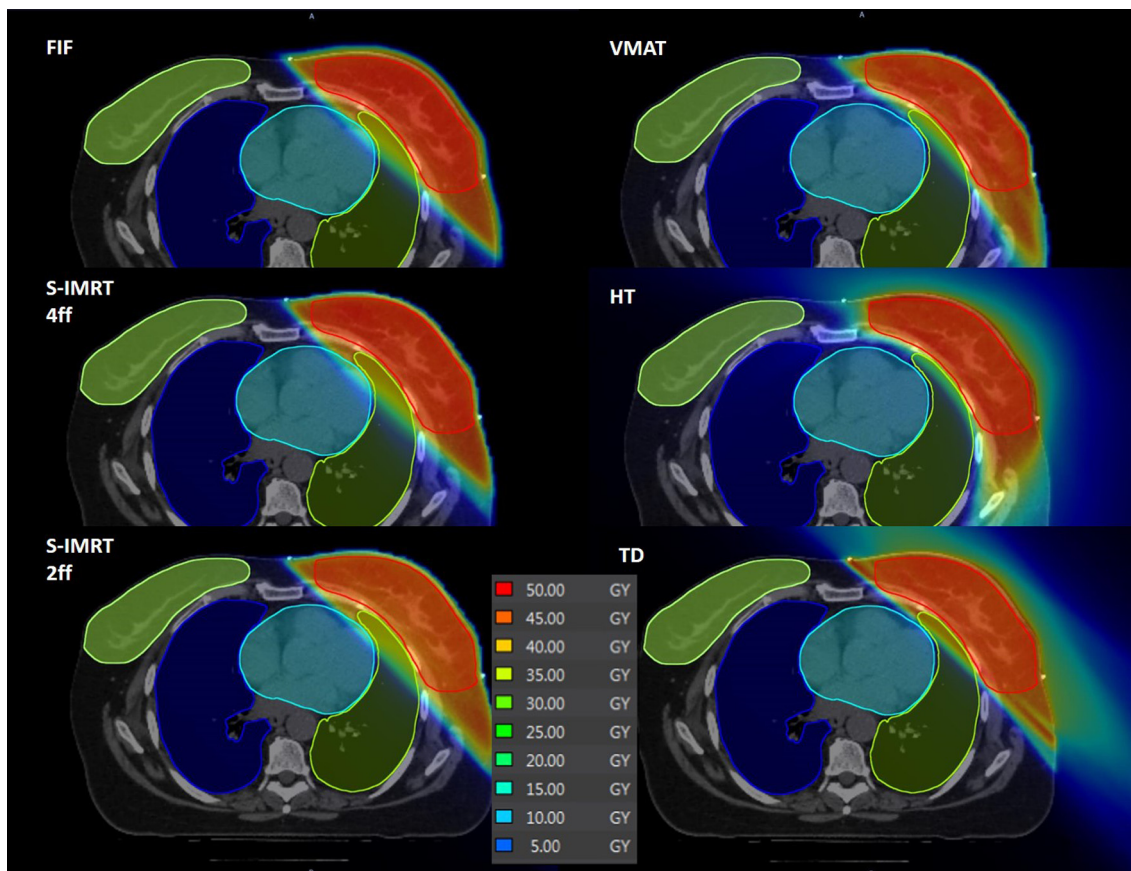 A
A
FIF
VMAT
S-IMRT
4ff
HT
S-IMRT
2ff
TD
50.00 GY
45.00 GY
40.00 GY
35.00 GY
30.00 GY
25.00 GY
20.00 GY
15.00 GY
10.00 GY
5.00 GY